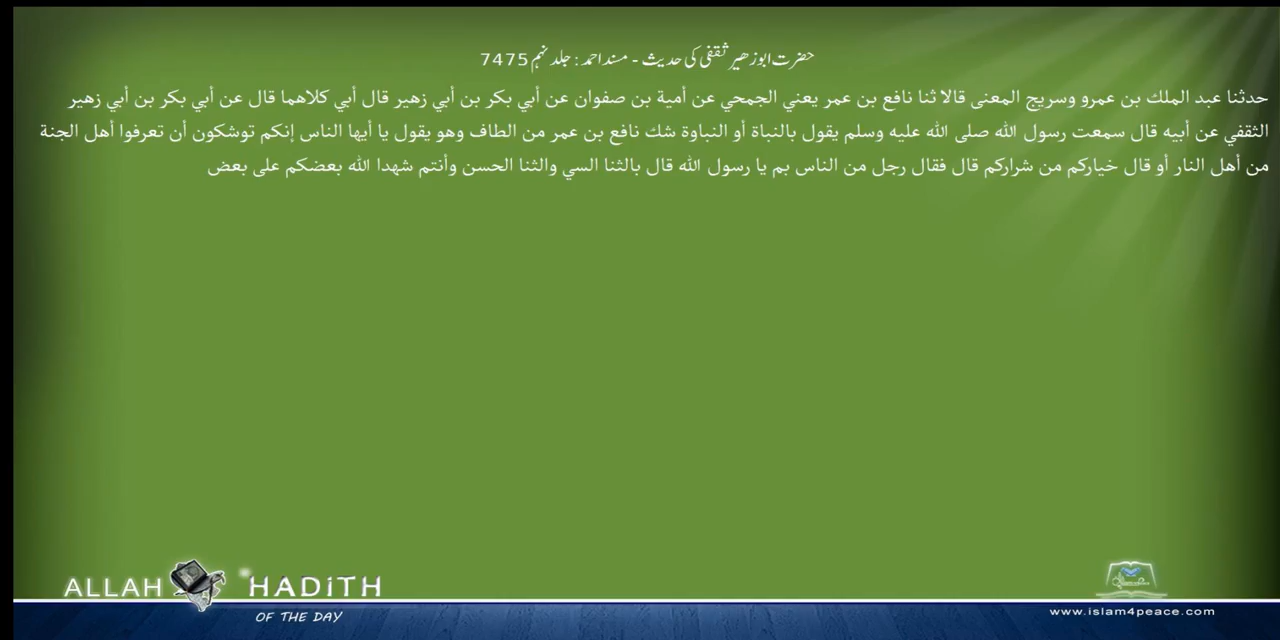 حضرت ابوزھیر ثقفی کی حدیث - مسند احمد : جلد نہم 7475
حدثنا عبد الملك بن عمرو وسريج المعنى قالا ثنا نافع بن عمر يعني الجمحي عن أمية بن صفوان عن أبي بكر بن أبي زهير قال أبي كلاهما قال عن أبي بكر بن أبي زهير
الثقفي عن أبيه قال سمعت رسول الله صلى الله عليه وسلم يقول بالنباة أو النباوة شك نافع بن عمر من الطاف وهو يقول يا أيها الناس إنكم توشكون أن تعرفوا أهل الجنة
من أهل النار أو قال خياركم من شراركم قال فقال رجل من الناس بم يا رسول الله قال بالثنا السي والثنا الحسن وأنتم شهدا الله بعضكم على بعض
ALLAH HADITH
OF THE DAY
www.islam4peace.com